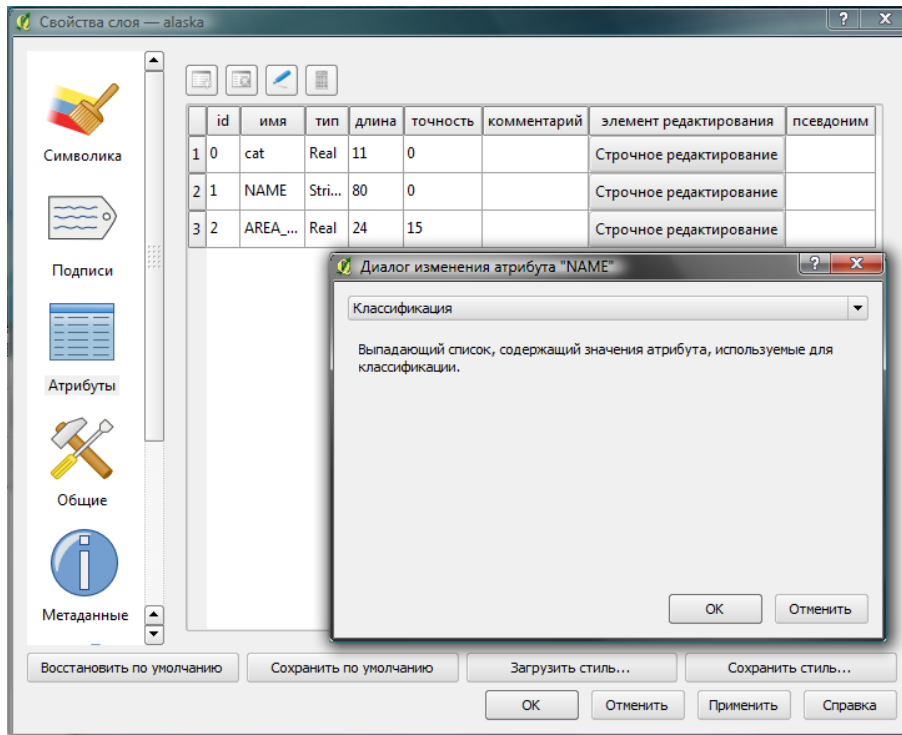 Свойства слоя — alaska
Символика
Подписи
Атрибуты
Общие
Метаданные
id имя тип длина точность комментарий элемент редактирования псевдоним
1 0 cat Real 11 0 Строчное редактирование
2 1 NAME Stri... 80 0 Строчное редактирование
3 2 AREA_... Real 24 15 Строчное редактирование
Диалог изменения атрибута "NAME"
Классификация
Выпадающий список, содержащий значения атрибута, используемые для
классификации.
OK Отменить
Восстановить по умолчанию Сохранить по умолчанию Загрузить стиль... Сохранить стиль...
OK Отменить Применить Справка